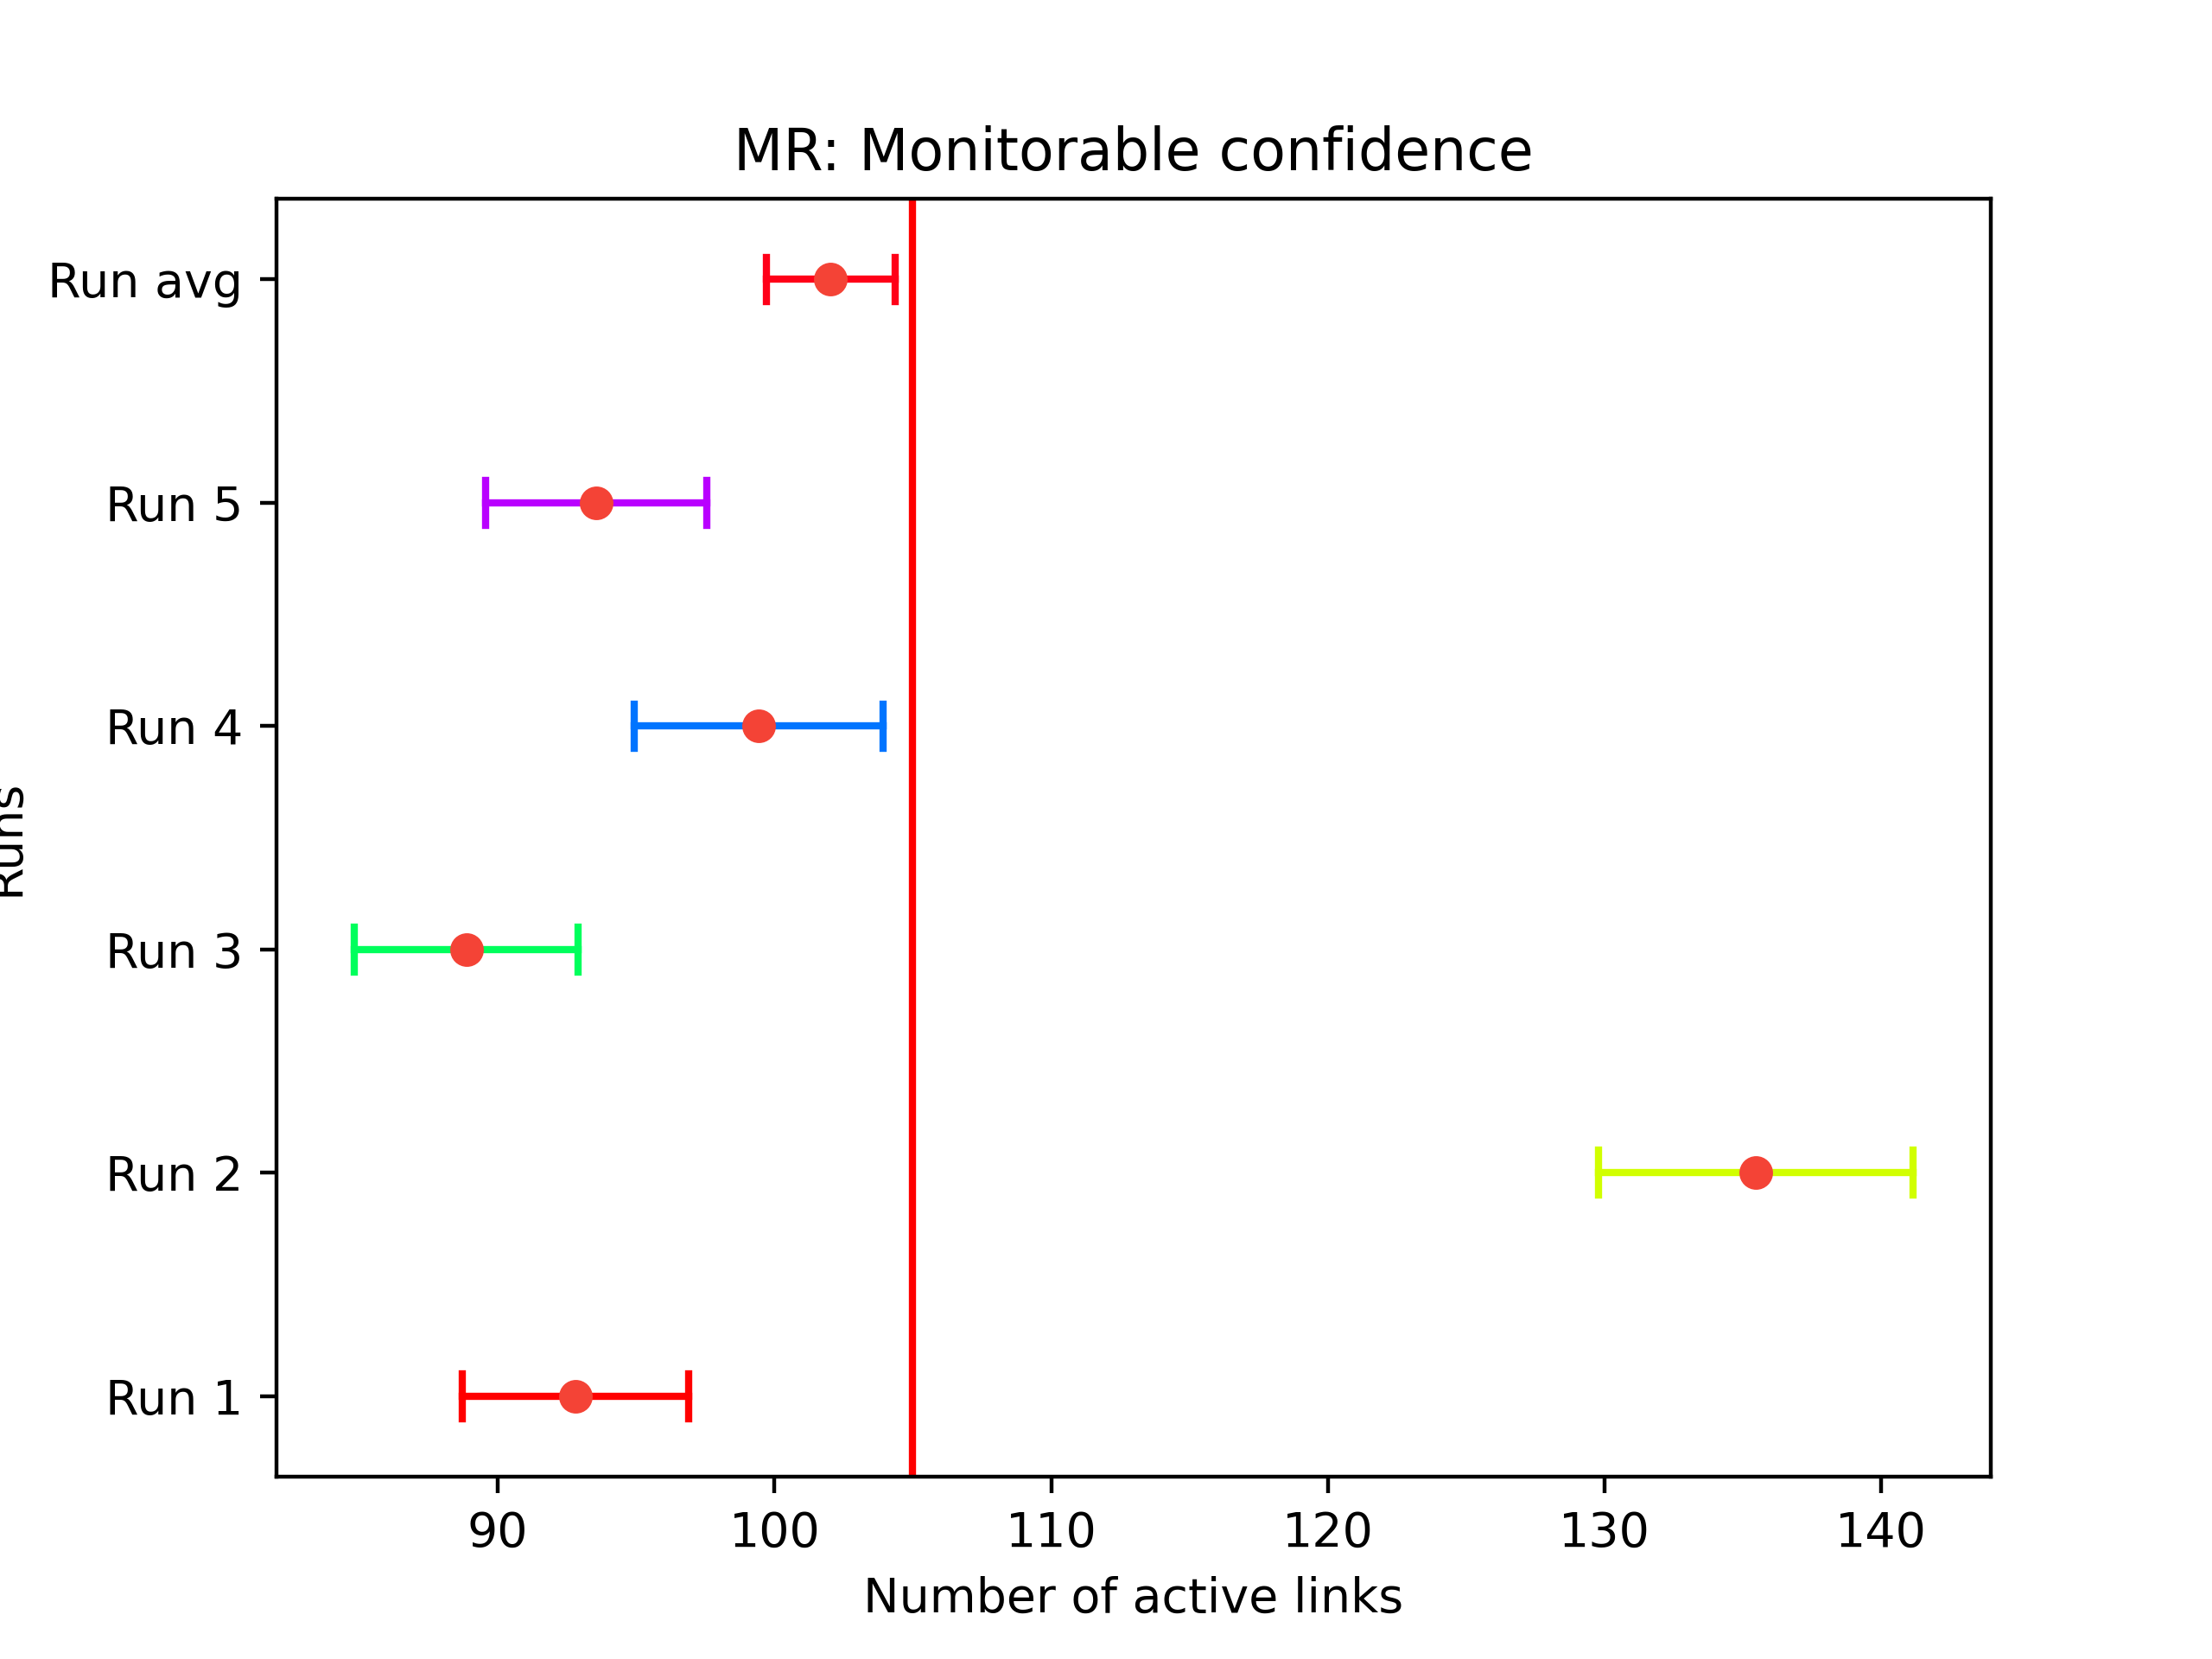 MR: Monitorable confidence
Run avg
Run 5
Run 4
Run 3
Run 2
Run 1
Runs
90 100 110 120 130 140
Number of active links